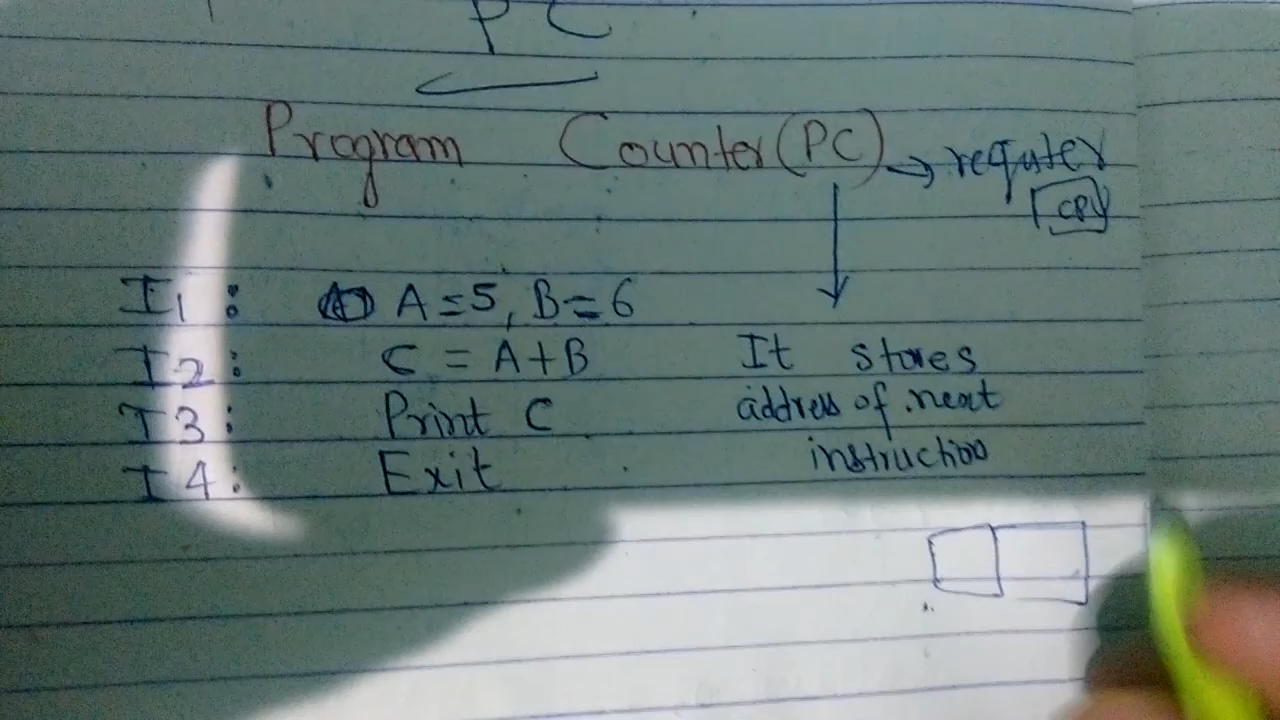 PC
Program Counter (PC) → requter
CPU
I1 : A = 5, B = 6
I2 : C = A + B
I3 : Print C
I4 : Exit
It stores
address of next
instruction